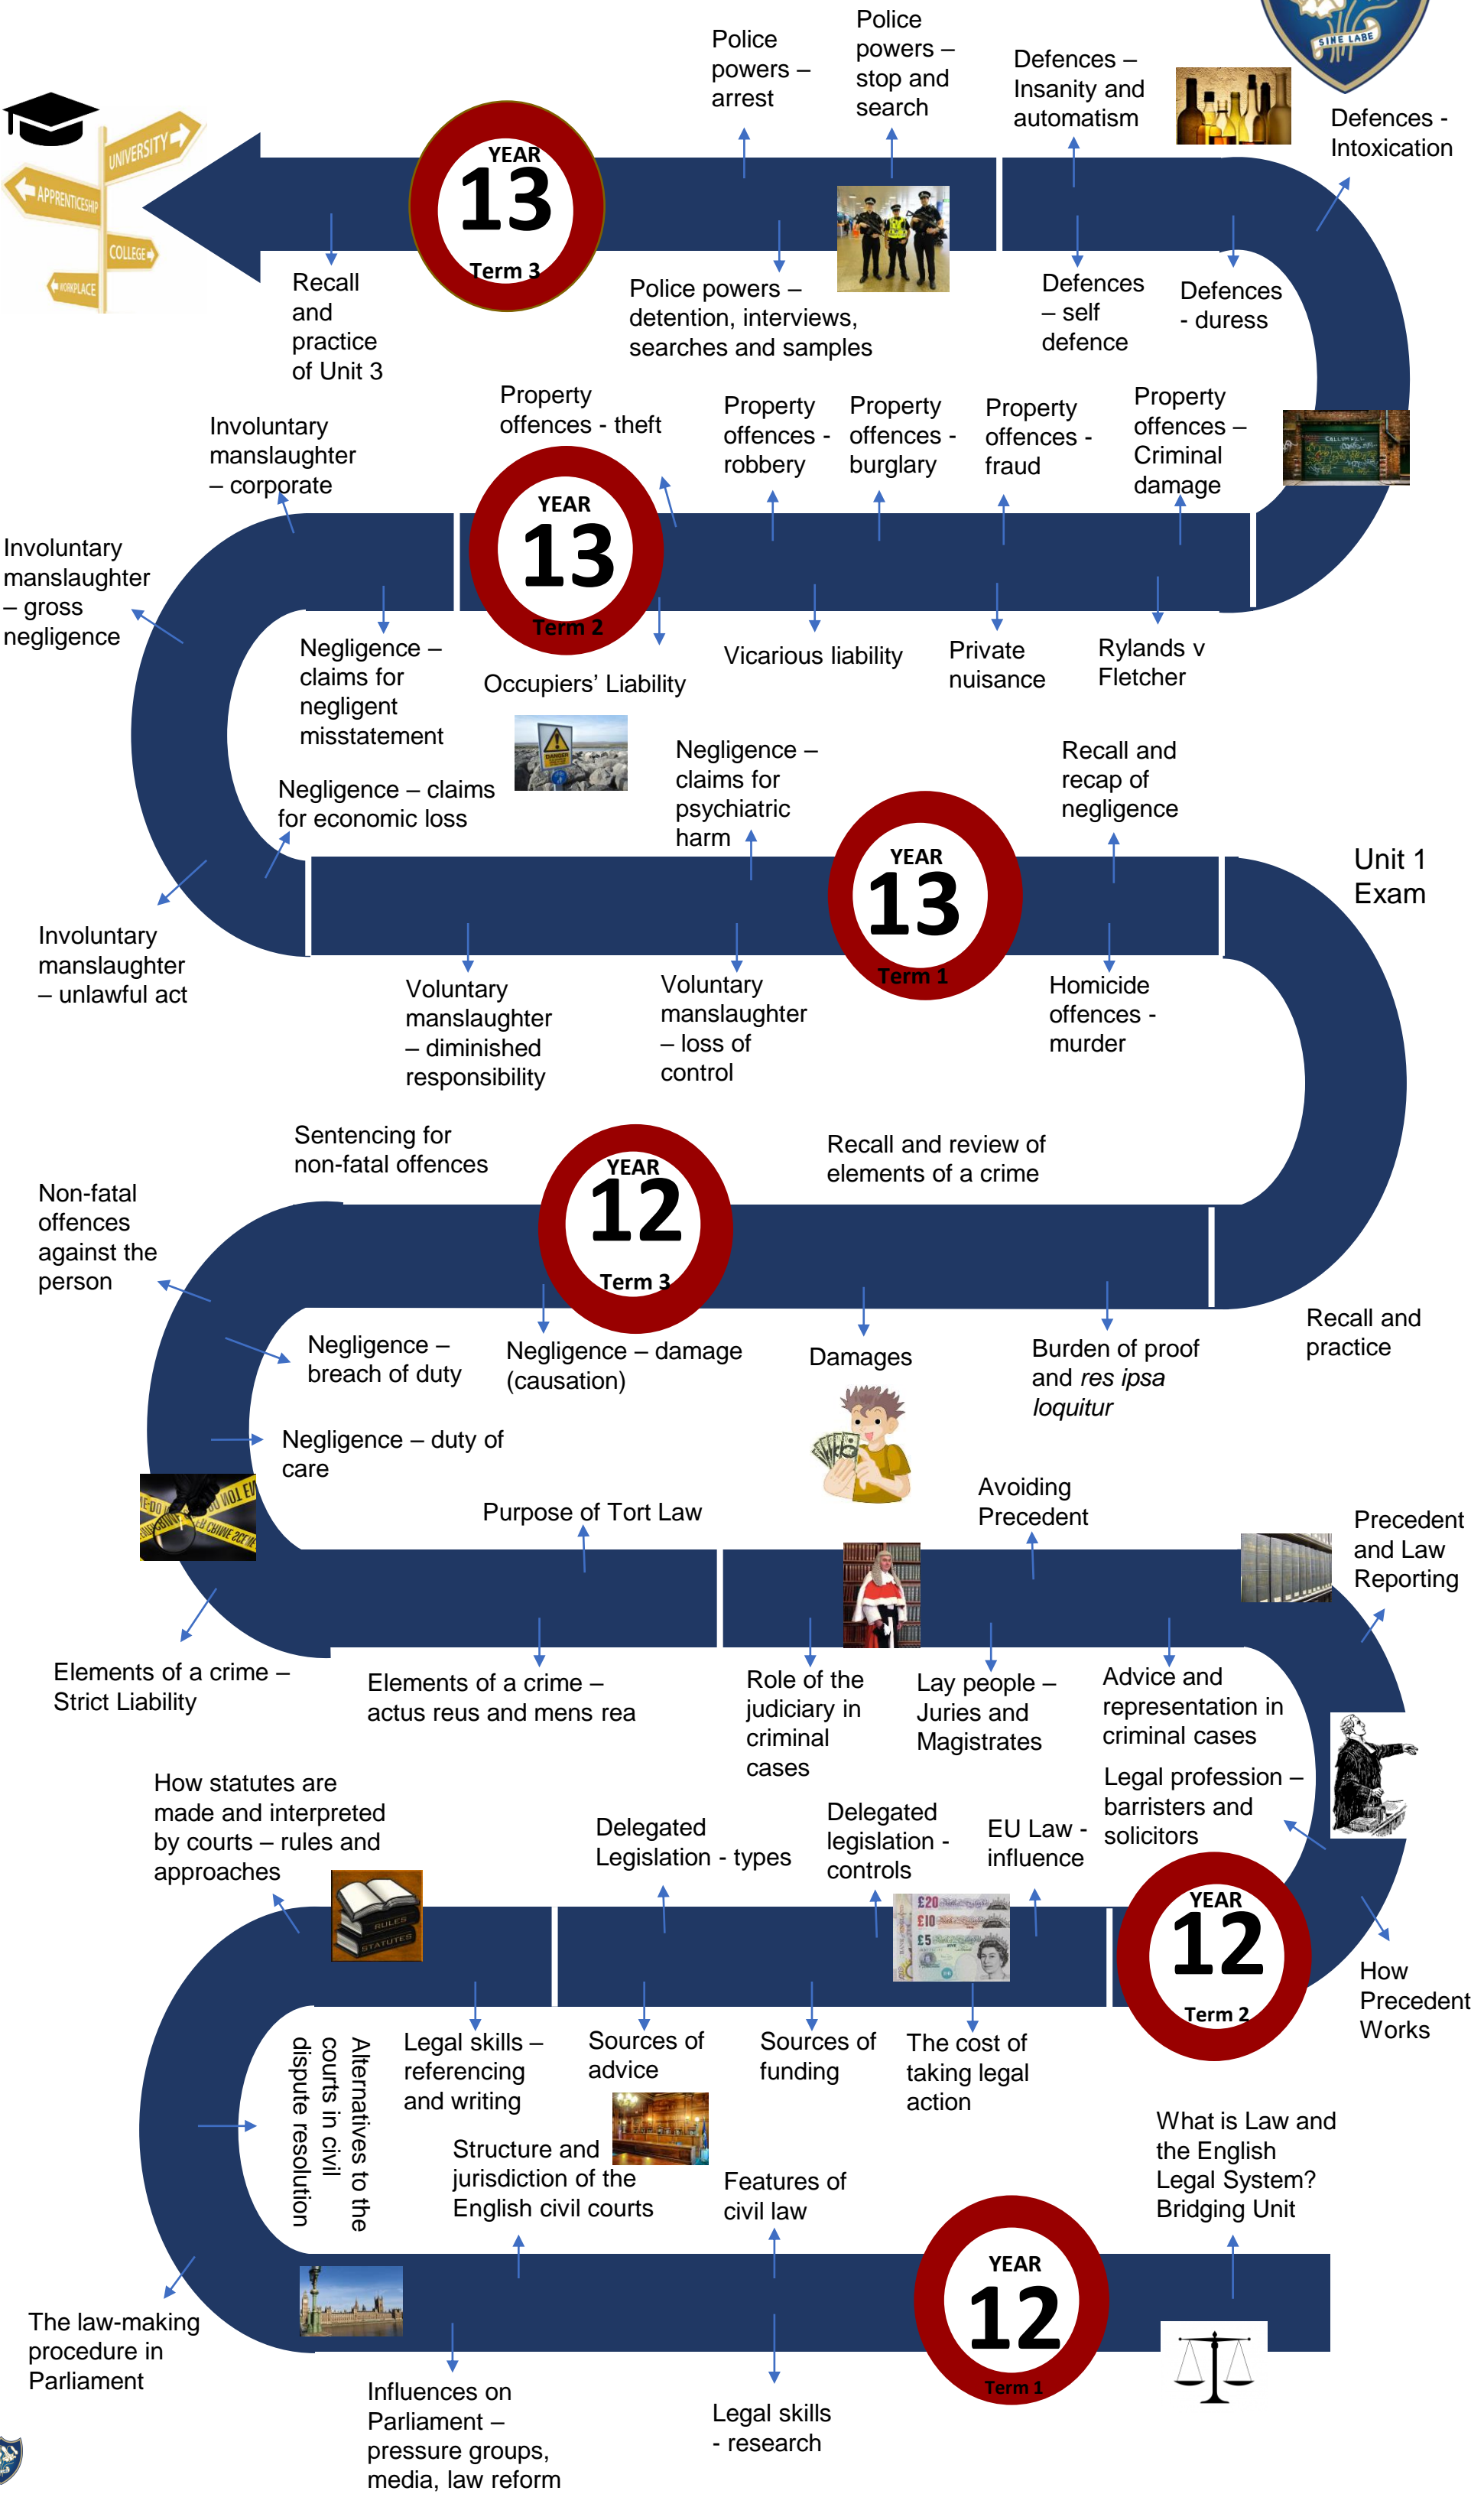 SINE LABE
Police
powers –
arrest
Police
powers –
stop and
search
Defences –
Insanity and
automatism
Defences -
Intoxication
UNIVERSITY
APPRENTICESHIP
COLLEGE
WORKPLACE
YEAR
13
Term 3
Recall
and
practice
of Unit 3
Police powers –
detention, interviews,
searches and samples
Defences
– self
defence
Defences
- duress
Involuntary
manslaughter
– corporate
Property
offences - theft
Property
offences -
robbery
Property
offences -
burglary
Property
offences -
fraud
Property
offences –
Criminal
damage
Involuntary
manslaughter
– gross
negligence
YEAR
13
Term 2
Negligence –
claims for
negligent
misstatement
Occupiers’ Liability
Vicarious liability
Private
nuisance
Rylands v
Fletcher
DANGER
Negligence – claims
for economic loss
Negligence –
claims for
psychiatric
harm
Recall and
recap of
negligence
YEAR
13
Term 1
Unit 1
Exam
Involuntary
manslaughter
– unlawful act
Voluntary
manslaughter
– diminished
responsibility
Voluntary
manslaughter
– loss of
control
Homicide
offences -
murder
Sentencing for
non-fatal offences
YEAR
12
Term 3
Recall and review of
elements of a crime
Non-fatal
offences
against the
person
Negligence –
breach of duty
Negligence – damage
(causation)
Damages
Burden of proof
and res ipsa
loquitur
Recall and
practice
Negligence – duty of
care
Purpose of Tort Law
Avoiding
Precedent
Precedent
and Law
Reporting
Elements of a crime –
Strict Liability
Elements of a crime –
actus reus and mens rea
Role of the
judiciary in
criminal
cases
Lay people –
Juries and
Magistrates
Advice and
representation in
criminal cases
Legal profession –
barristers and
solicitors
How statutes are
made and interpreted
by courts – rules and
approaches
Delegated
Legislation - types
Delegated
legislation -
controls
EU Law -
influence
RULES
STATUTES
£20
£10
£5
YEAR
12
Term 2
How
Precedent
Works
Alternatives to the
courts in civil
dispute resolution
Legal skills –
referencing
and writing
Sources of
advice
Sources of
funding
The cost of
taking legal
action
Structure and
jurisdiction of the
English civil courts
Features of
civil law
What is Law and
the English
Legal System?
Bridging Unit
YEAR
12
Term 1
The law-making
procedure in
Parliament
Influences on
Parliament –
pressure groups,
media, law reform
Legal skills
- research